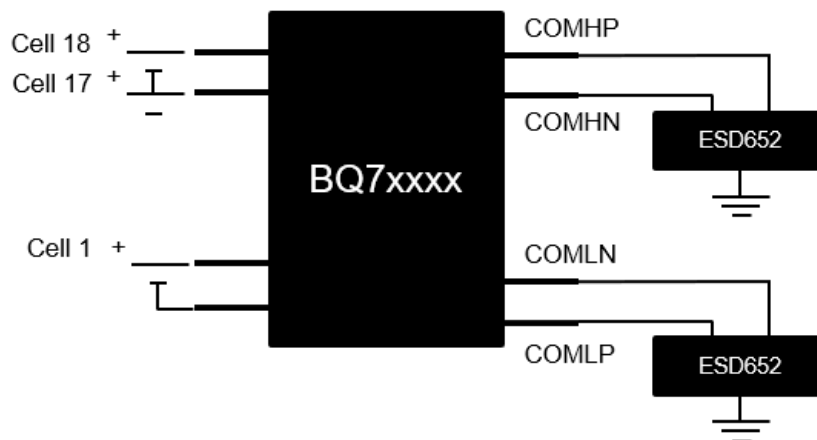 Cell 18 +
Cell 17 +
Cell 1 +
BQ7xxxx
COMHP
COMHN
ESD652
COMLN
COMLP
ESD652